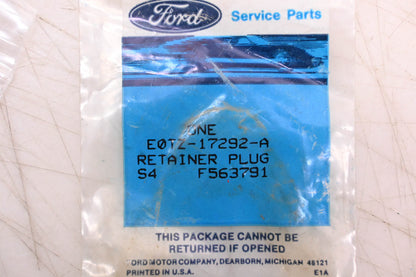 Ford
Service Parts
ONE
E0TZ-17292-A
RETAINER PLUG
S4 F563791
THIS PACKAGE CANNOT BE
RETURNED IF OPENED
FORD MOTOR COMPANY, DEARBORN, MICHIGAN 48121
PRINTED IN U.S.A. E1A